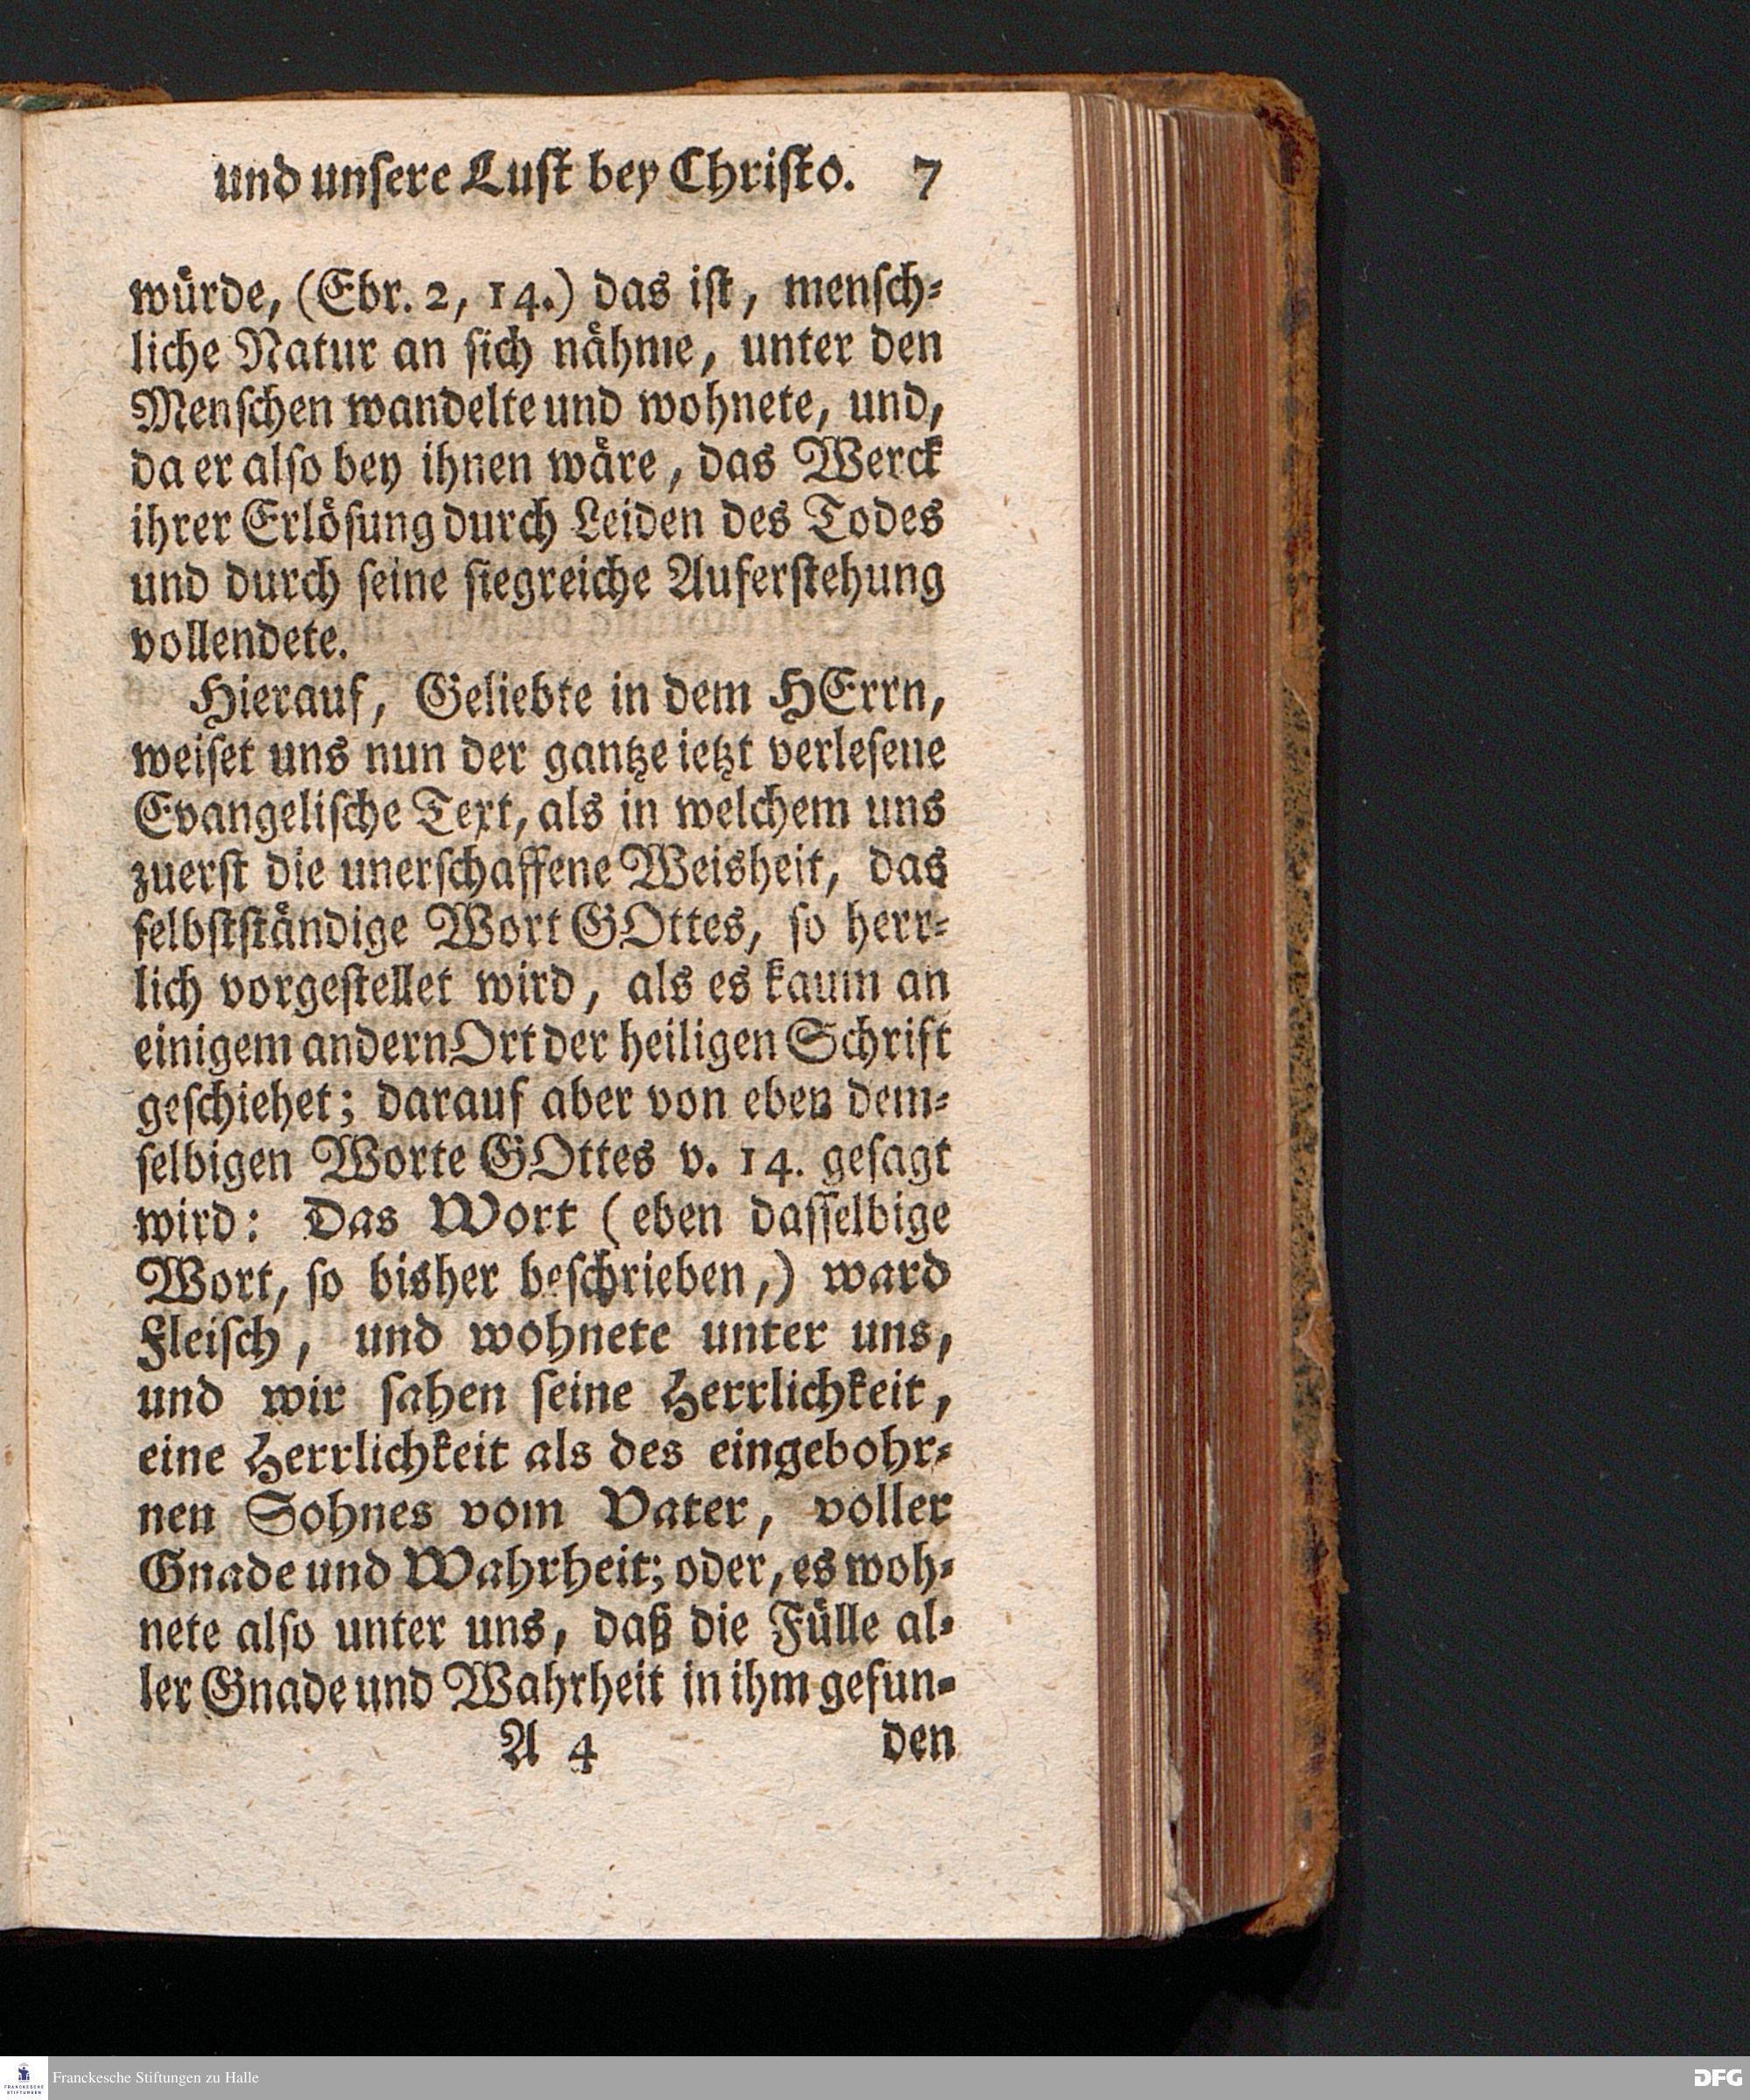 und unſere Luſt bey Chriſto. 7
würde, (Ebr. 2, 14.) das iſt, menſch-
liche Natur an ſich nähme, unter den
Menſchen wandelte und wohnete, und,
da er alſo bey ihnen wäre, das Werck
ihrer Erlöſung durch Leiden des Todes
und durch ſeine ſiegreiche Auferſtehung
vollendete.
Hierauf, Geliebte in dem HErrn,
weiſet uns nun der gantze ietzt verleſene
Evangeliſche Text, als in welchem uns
zuerſt die unerſchaffene Weisheit, das
ſelbſtſtändige Wort GOttes, ſo herr-
lich vorgeſtellet wird, als es kaum an
einigem andern Ort der heiligen Schrift
geſchiehet; darauf aber von eben dem-
ſelbigen Worte GOttes v. 14. geſagt
wird: Das Wort (eben daſſelbige
Wort, ſo bisher beſchrieben,) ward
Fleiſch, und wohnete unter uns,
und wir ſahen ſeine Herrlichkeit,
eine Herrlichkeit als des eingebohr-
nen Sohnes vom Vater, voller
Gnade und Wahrheit; oder, es woh-
nete alſo unter uns, daß die Fülle al-
ler Gnade und Wahrheit in ihm gefun-
A 4 den
FRANCKESCHE
STIFTUNGEN
Franckesche Stiftungen zu Halle
DFG